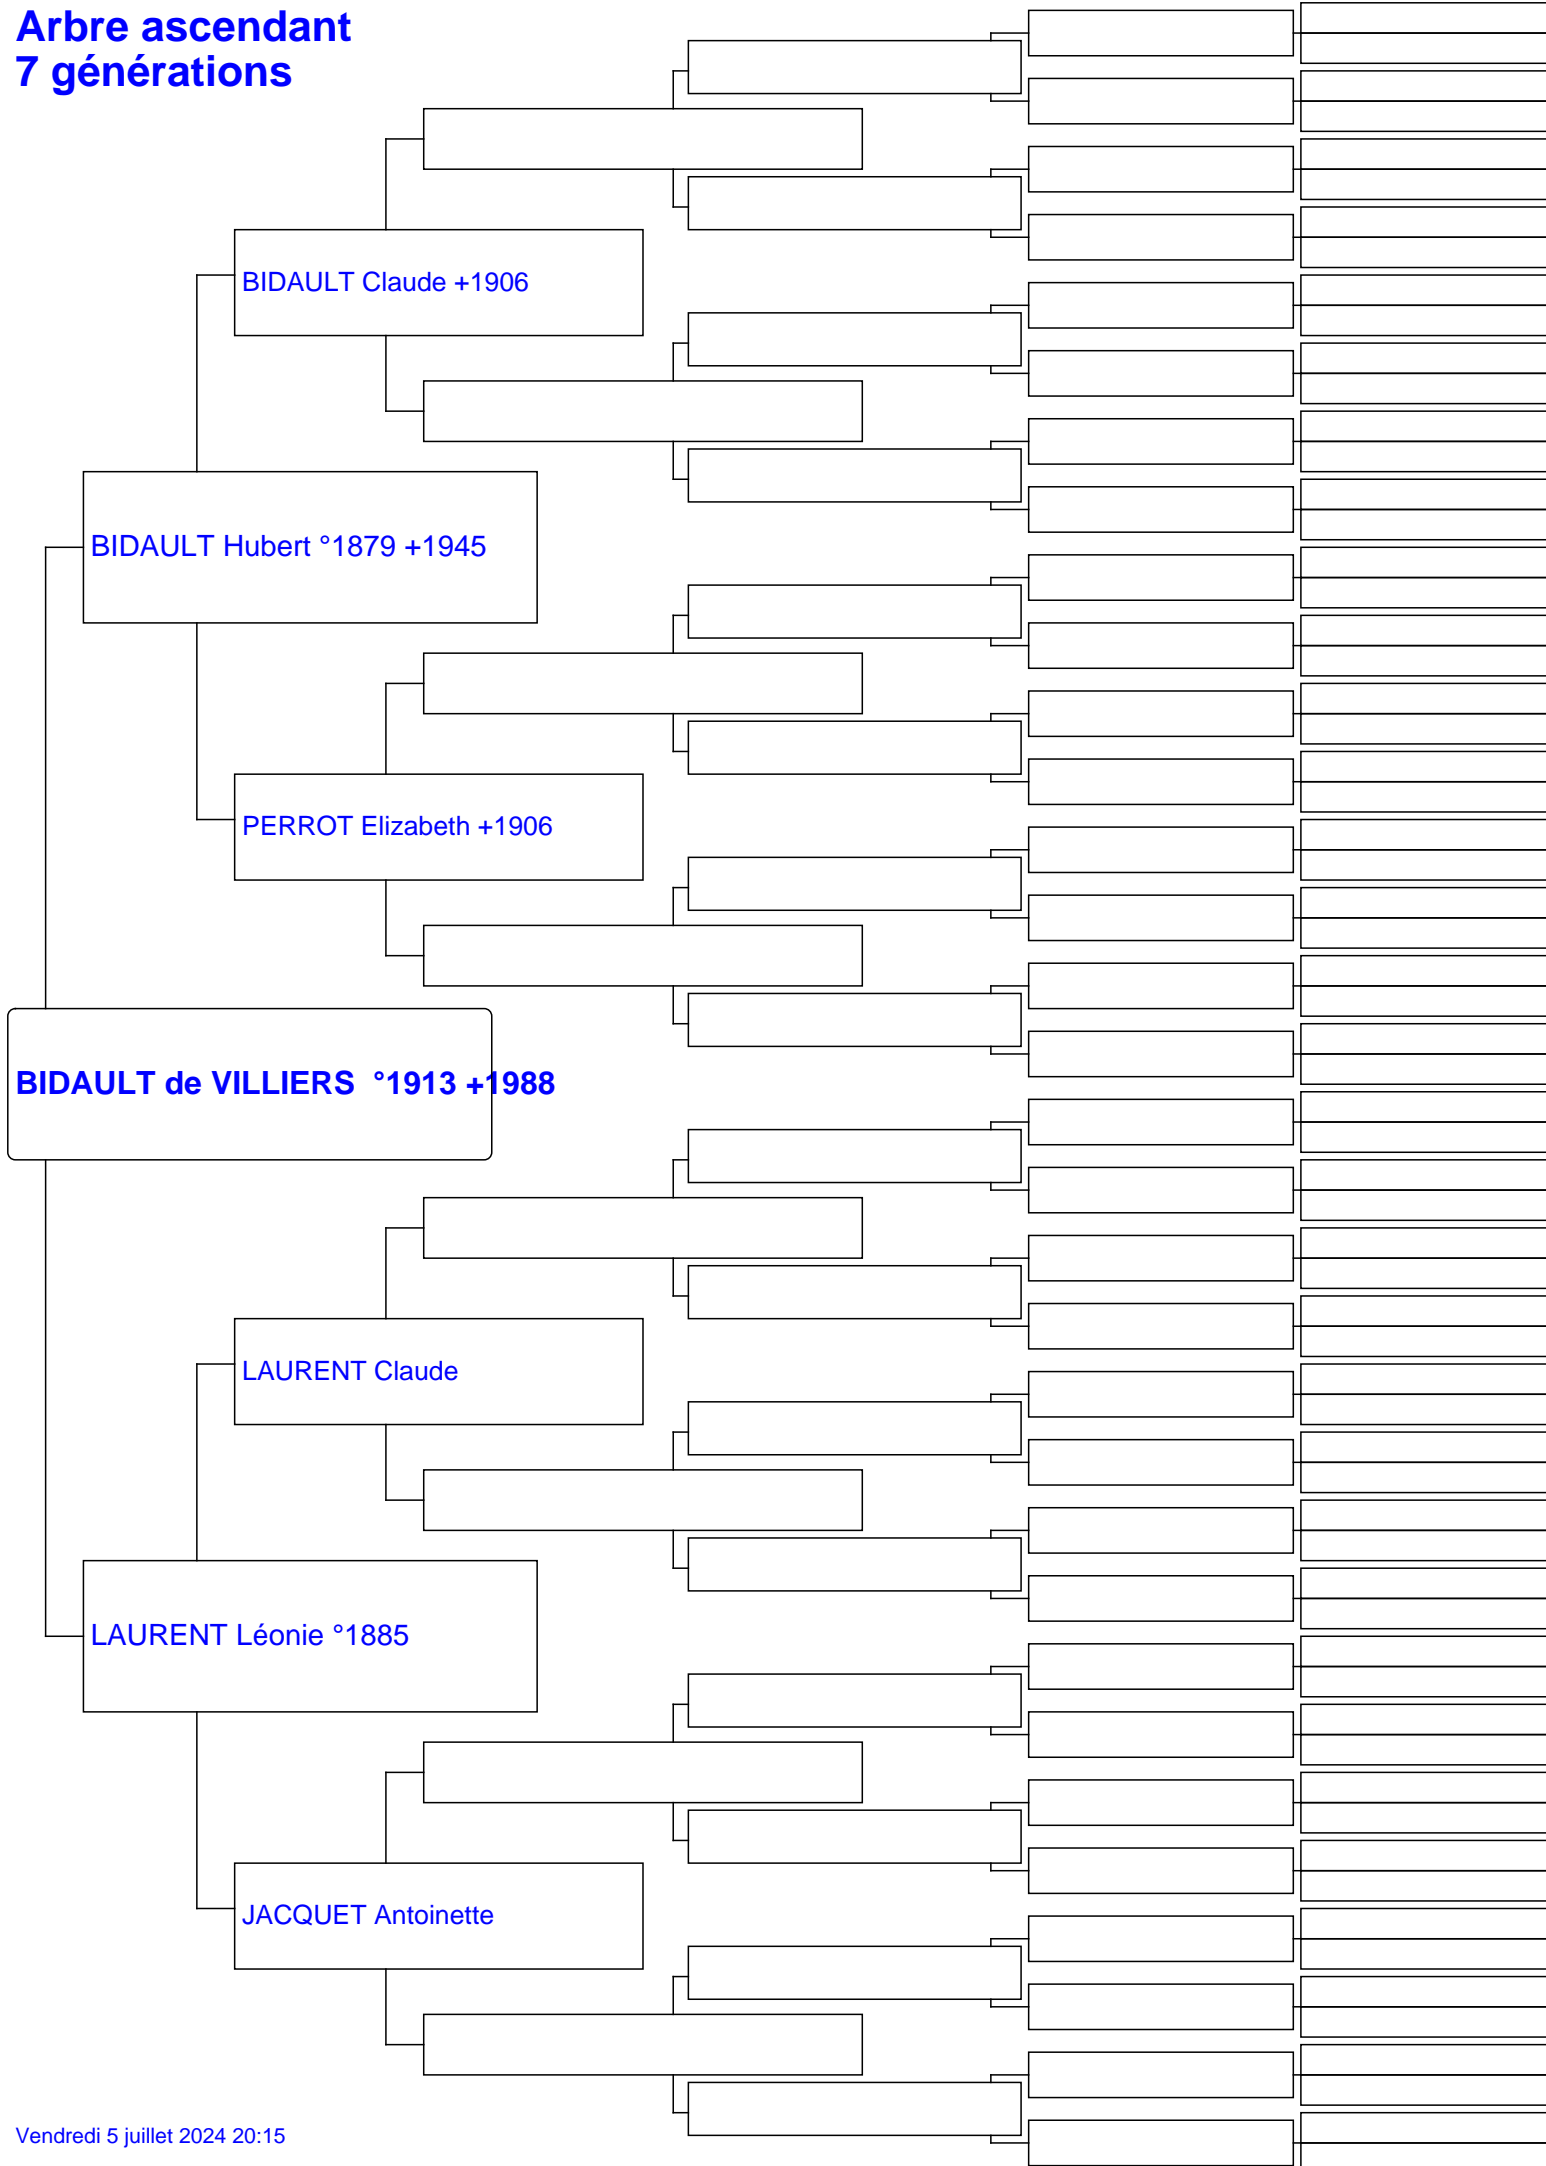 Arbre ascendant
7 générations
BIDAULT Claude +1906
BIDAULT Hubert °1879 +1945
PERROT Elizabeth +1906
BIDAULT de VILLIERS  °1913 +1988
LAURENT Claude
LAURENT Léonie °1885
JACQUET Antoinette
Vendredi 5 juillet 2024 20:15